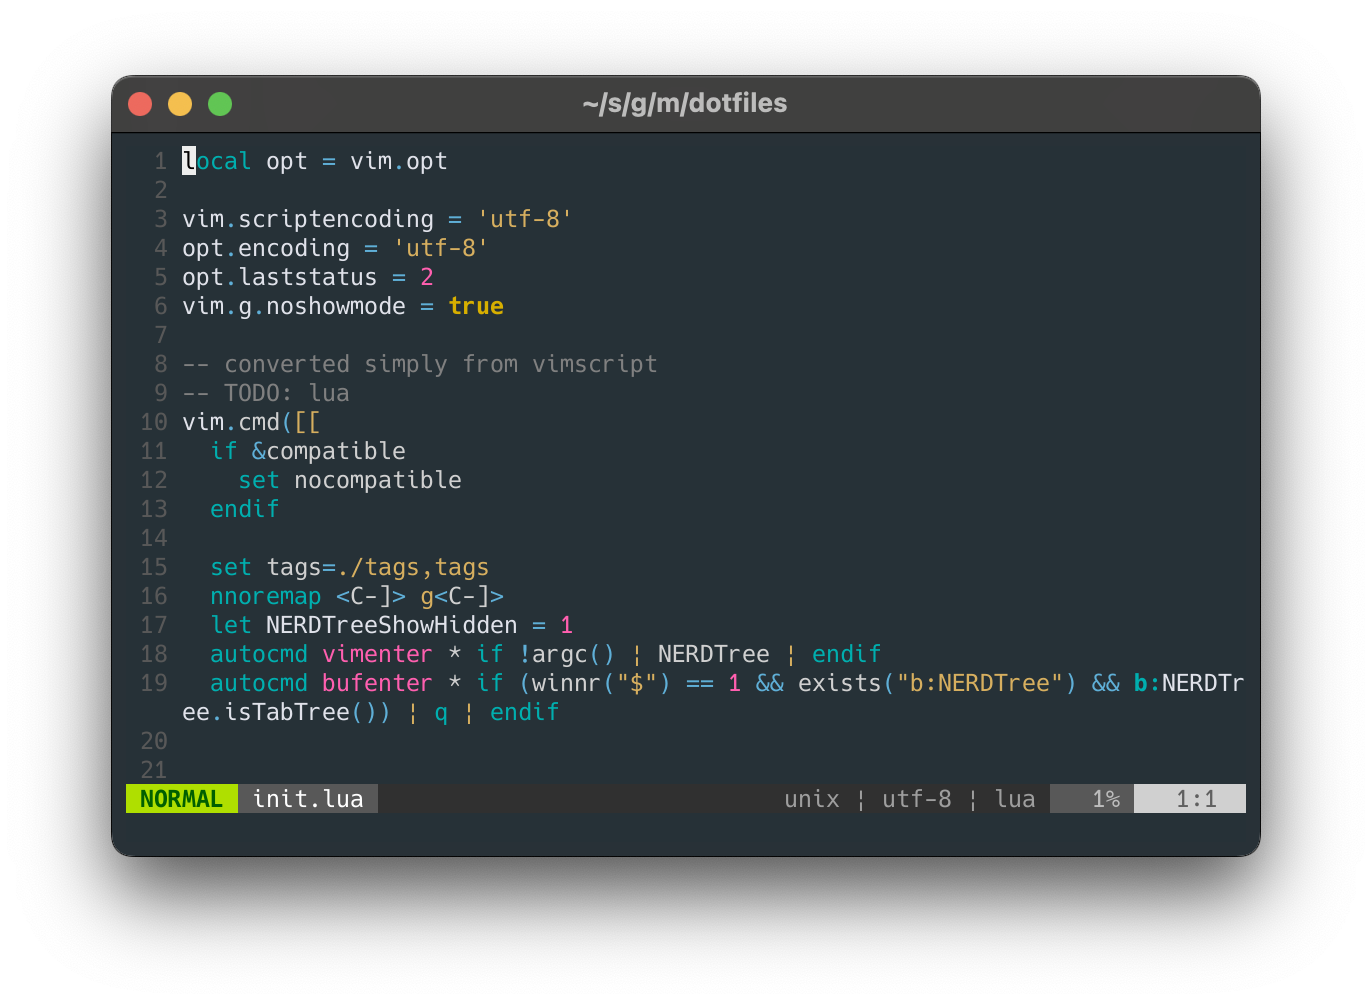 ~/s/g/m/dotfiles
1 local opt = vim.opt
2
3 vim.scriptencoding = 'utf-8'
4 opt.encoding = 'utf-8'
5 opt.laststatus = 2
6 vim.g.noshowmode = true
7
8 -- converted simply from vimscript
9 -- TODO: lua
10 vim.cmd([[
11   if &compatible
12     set nocompatible
13   endif
14
15   set tags=./tags,tags
16   nnoremap <C-]> g<C-]>
17   let NERDTreeShowHidden = 1
18   autocmd vimenter * if !argc() ¦ NERDTree ¦ endif
19   autocmd bufenter * if (winnr("$") == 1 && exists("b:NERDTree") && b:NERDTr
ee.isTabTree()) ¦ q ¦ endif
20
21
NORMAL init.lua unix ¦ utf-8 ¦ lua 1% 1:1